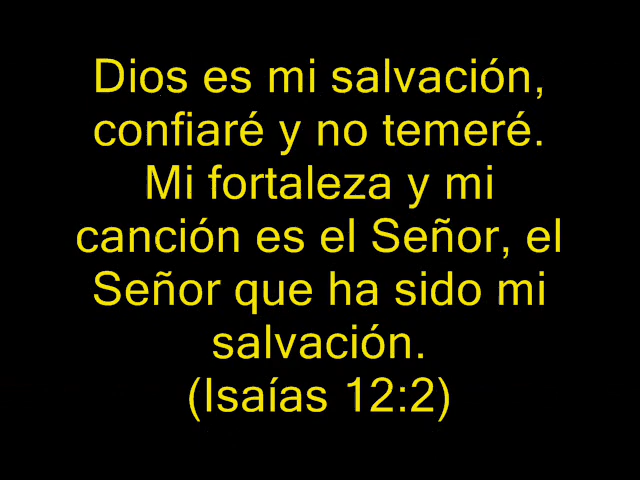 Dios es mi salvación,
confiaré y no temeré.
Mi fortaleza y mi
canción es el Señor, el
Señor que ha sido mi
salvación.
(Isaías 12:2)